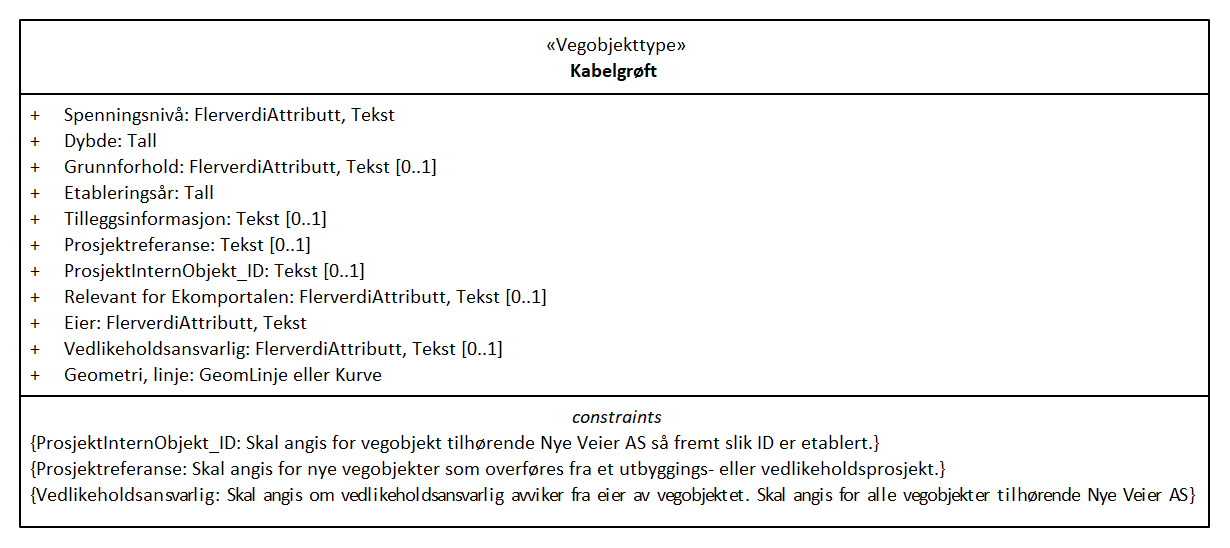 «Vegobjekttype»
Kabelgrøft
+ Spenningsnivå: FlerverdiAttributt, Tekst
+ Dybde: Tall
+ Grunnforhold: FlerverdiAttributt, Tekst [0..1]
+ Etableringsår: Tall
+ Tilleggsinformasjon: Tekst [0..1]
+ Prosjektreferanse: Tekst [0..1]
+ ProsjektInternObjekt_ID: Tekst [0..1]
+ Relevant for Ekomportalen: FlerverdiAttributt, Tekst [0..1]
+ Eier: FlerverdiAttributt, Tekst
+ Vedlikeholdsansvarlig: FlerverdiAttributt, Tekst [0..1]
+ Geometri, linje: GeomLinje eller Kurve
constraints
{ProsjektInternObjekt_ID: Skal angis for vegobjekt tilhørende Nye Veier AS så fremt slik ID er etablert.}
{Prosjektreferanse: Skal angis for nye vegobjekter som overføres fra et utbyggings- eller vedlikeholdsprosjekt.}
{Vedlikeholdsansvarlig: Skal angis om vedlikeholdsansvarlig avviker fra eier av vegobjektet. Skal angis for alle vegobjekter tilhørende Nye Veier AS}